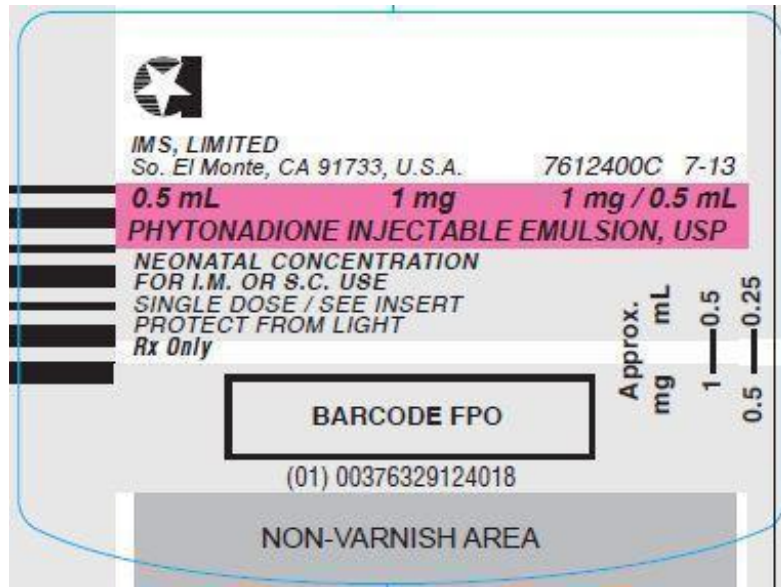 IMS, LIMITED
So. El Monte, CA 91733, U.S.A. 7612400C 7-13
0.5 mL 1 mg 1 mg / 0.5 mL
PHYTONADIONE INJECTABLE EMULSION, USP
NEONATAL CONCENTRATION
FOR I.M. OR S.C. USE
SINGLE DOSE / SEE INSERT
PROTECT FROM LIGHT
Rx Only
Approx.
mg mL
1 0.5
0.5 0.25
BARCODE FPO
(01) 00376329124018
NON-VARNISH AREA